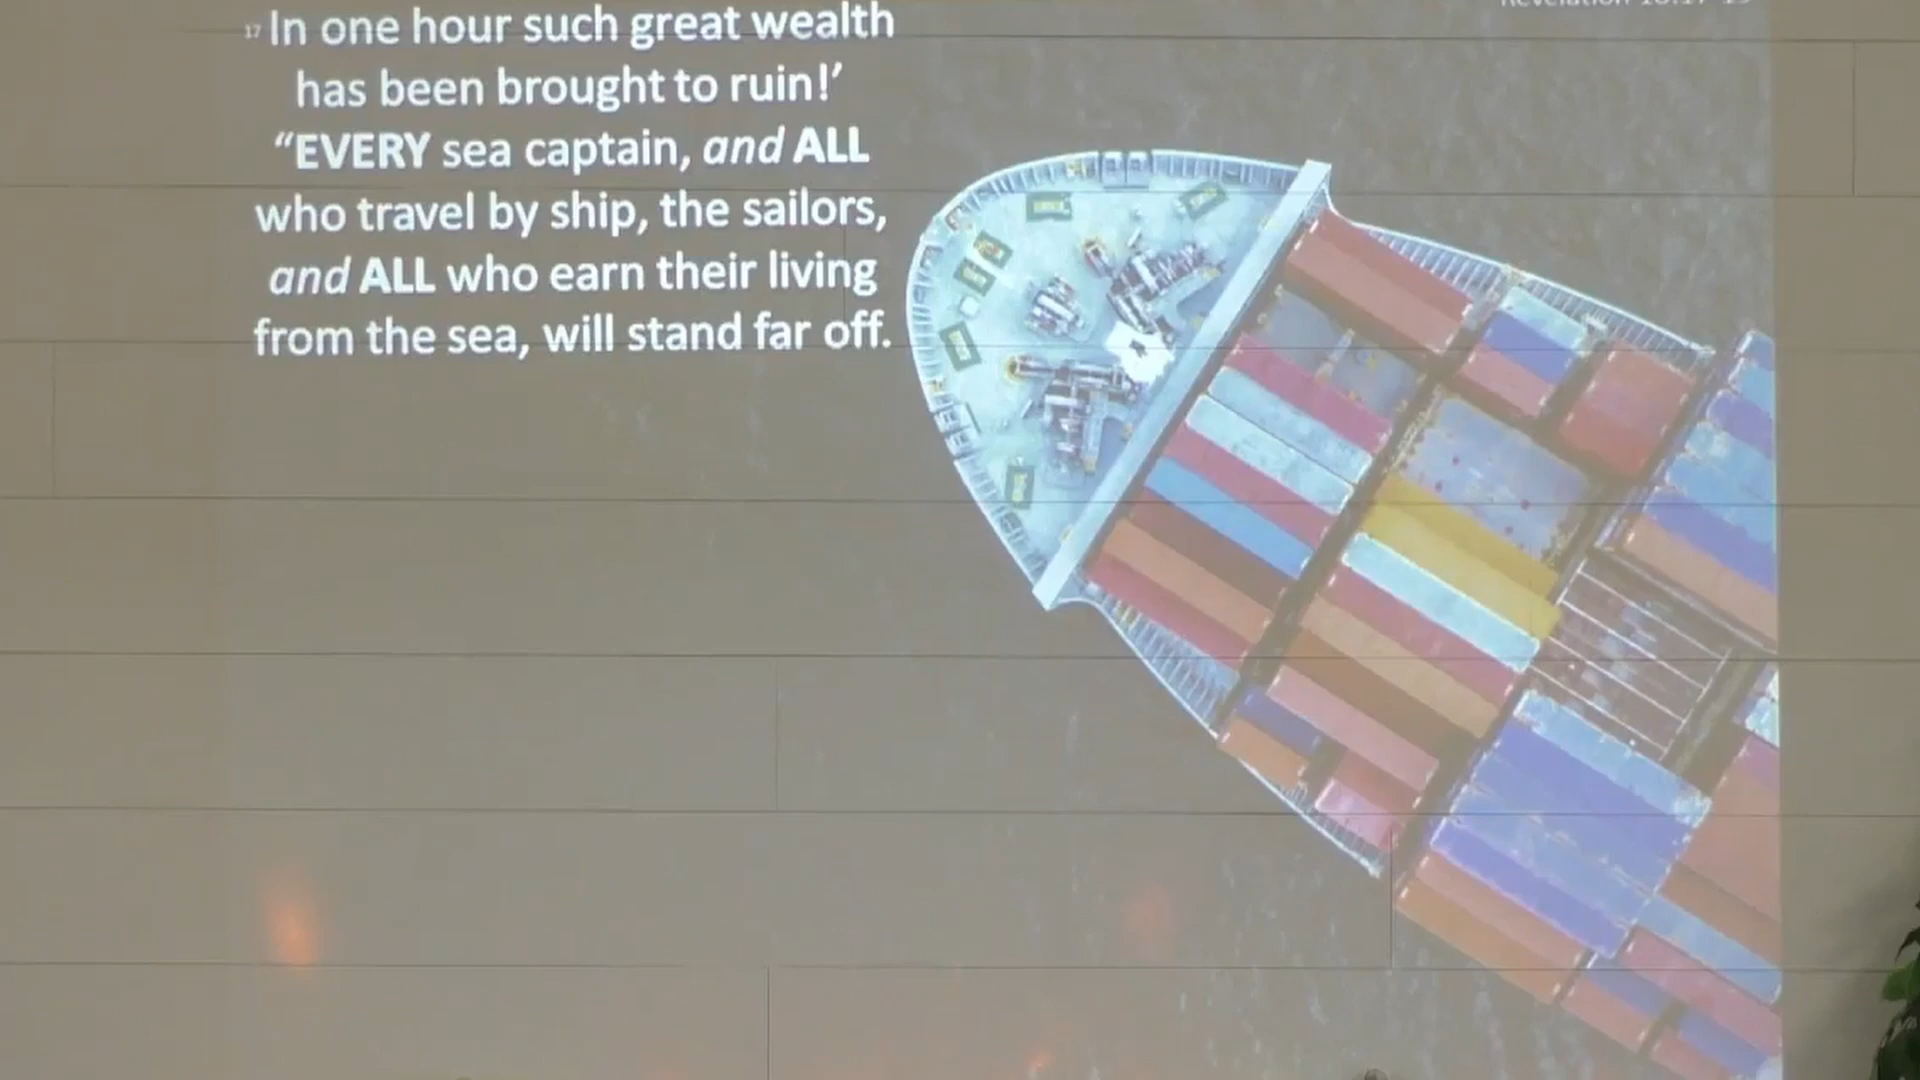 17 In one hour such great wealth
has been brought to ruin!’
“EVERY sea captain, and ALL
who travel by ship, the sailors,
and ALL who earn their living
from the sea, will stand far off.